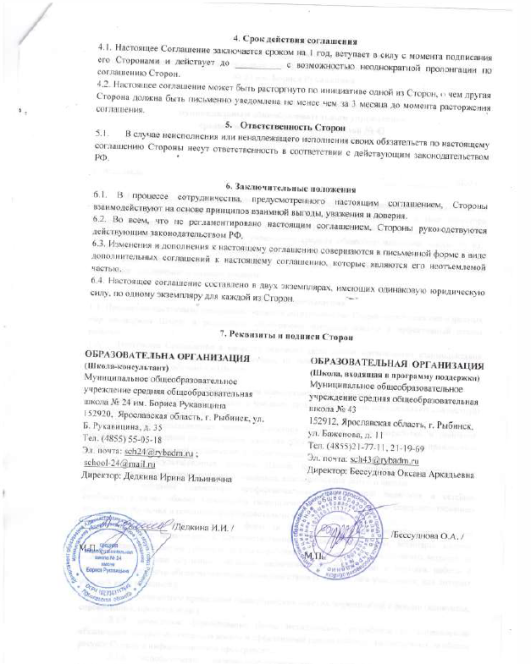 4. Срок действия соглашения
4.1. Настоящее Соглашение заключается сроком на 1 год, вступает в силу с момента подписания
его Сторонами и действует до __________ с возможностью неоднократной пролонгации по
соглашению Сторон.
4.2. Настоящее соглашение может быть расторгнуто по инициативе одной из Сторон, о чем другая
Сторона должна быть письменно уведомлена не менее чем за 3 месяца до момента расторжения
соглашения.
5. Ответственность Сторон
5.1. В случае неисполнения или ненадлежащего исполнения своих обязательств по настоящему
соглашению Стороны несут ответственность в соответствии с действующим законодательством
РФ.
6. Заключительные положения
6.1. В процессе сотрудничества, предусмотренного настоящим соглашением, Стороны
взаимодействуют на основе принципов взаимной выгоды, уважения и доверия.
6.2. Во всем, что не регламентировано настоящим соглашением, Стороны руководствуются
действующим законодательством РФ.
6.3. Изменения и дополнения к настоящему соглашению совершаются в письменной форме в виде
дополнительных соглашений к настоящему соглашению, которые являются его неотъемлемой
частью.
6.4. Настоящее соглашение составлено в двух экземплярах, имеющих одинаковую юридическую
силу, по одному экземпляру для каждой из Сторон.
7. Реквизиты и подписи Сторон
ОБРАЗОВАТЕЛЬНА ОРГАНИЗАЦИЯ
(Школа-консультант)
Муниципальное общеобразовательное
учреждение средняя общеобразовательная
школа № 24 им. Бориса Рукавицина
152920, Ярославская область, г. Рыбинск, ул.
Б. Рукавицина, д. 35
Тел. (4855) 55-05-18
Эл. почта: sch24@rybadm.ru ;
school-24@mail.ru
Директор: Делкина Ирина Ильинична
/Делкина И.И. /
М.П.
средняя
общеобразовательная
школа № 24
имени
Бориса Рукавицина
ОБРАЗОВАТЕЛЬНАЯ ОРГАНИЗАЦИЯ
(Школа, входящая в программу поддержки)
Муниципальное общеобразовательное
учреждение средняя общеобразовательная
школа № 43
152912, Ярославская область, г. Рыбинск,
ул. Баженова, д. 11
Тел. (4855)21-77-11, 21-19-69
Эл. почта: sch43@rybadm.ru
Директор: Бессуднова Оксана Аркадьевна
/Бессуднова О.А. /
М.П.